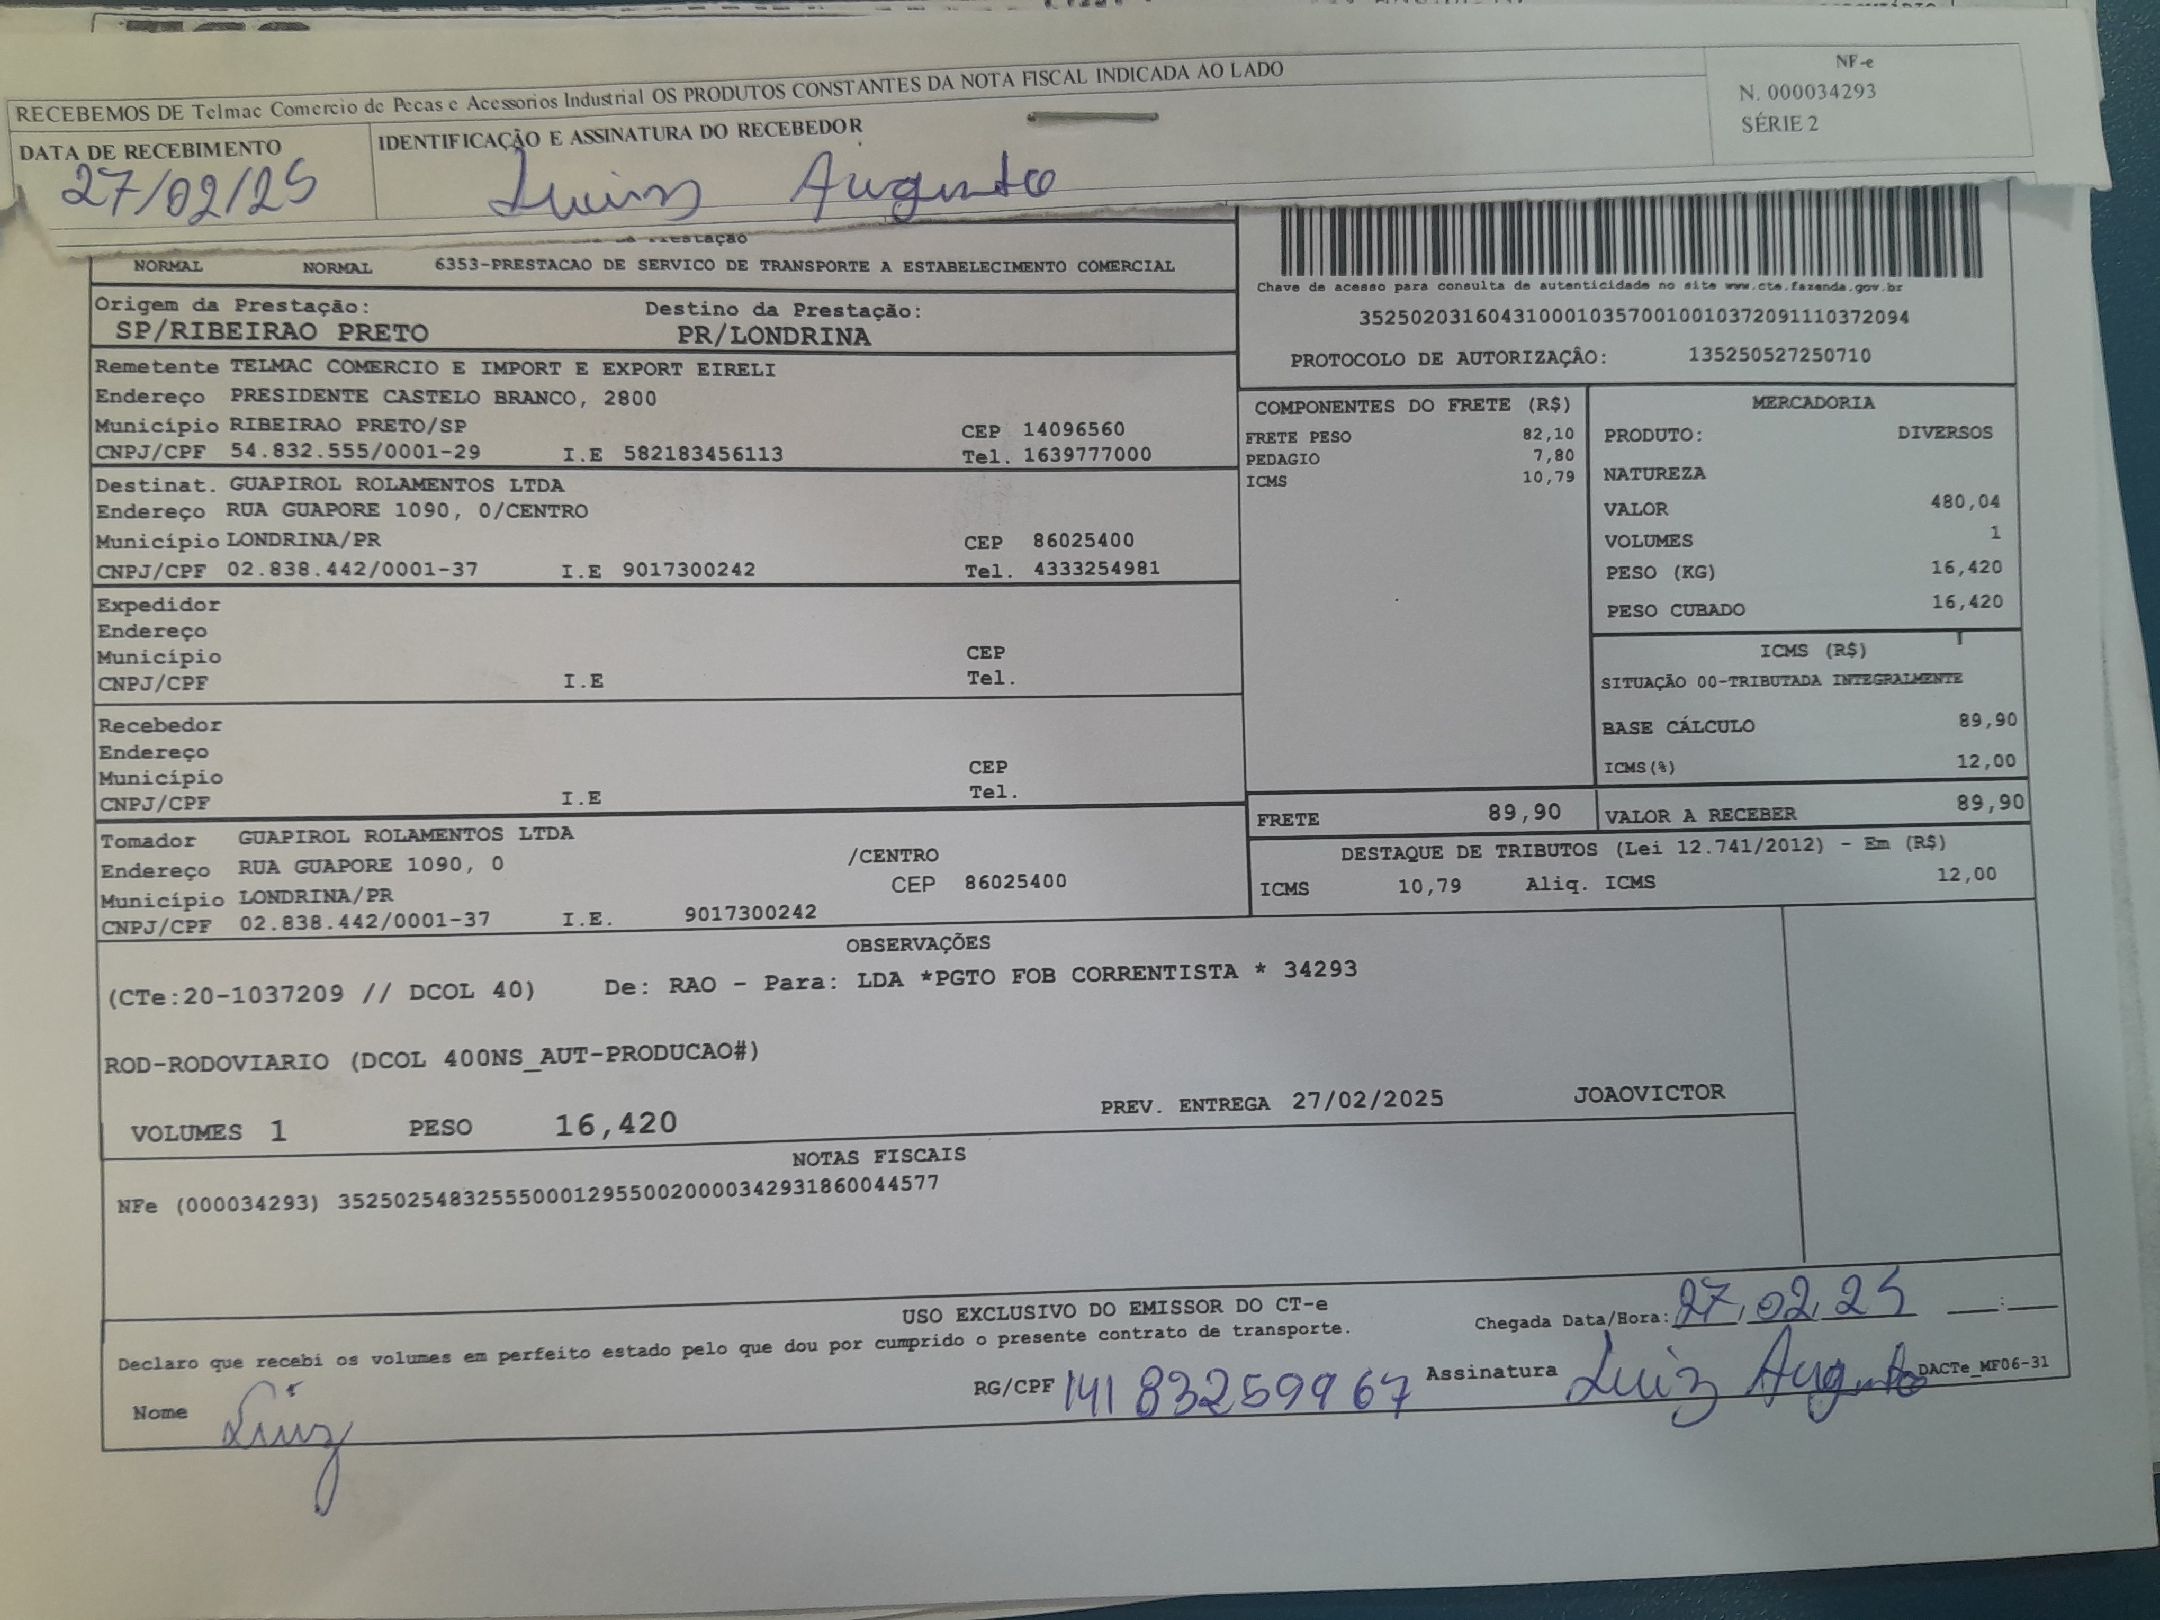 RECEBEMOS DE Telmac Comercio de Pecas e Acessorios Industrial OS PRODUTOS CONSTANTES DA NOTA FISCAL INDICADA AO LADO
NF-e
N. 000034293
SÉRIE 2
DATA DE RECEBIMENTO
27/02/25
IDENTIFICAÇÃO E ASSINATURA DO RECEBEDOR
Luiz Augusto
NORMAL NORMAL 6353-PRESTACAO DE SERVICO DE TRANSPORTE A ESTABELECIMENTO COMERCIAL
Origem da Prestação: Destino da Prestação:
SP/RIBEIRAO PRETO PR/LONDRINA
Chave de acesso para consulta de autenticidade no site www.cte.fazenda.gov.br
35250203160431000103570010010372091110372094
PROTOCOLO DE AUTORIZAÇÃO: 135250527250710
Remetente TELMAC COMERCIO E IMPORT E EXPORT EIRELI
Endereço PRESIDENTE CASTELO BRANCO, 2800
Município RIBEIRAO PRETO/SP CEP 14096560
CNPJ/CPF 54.832.555/0001-29 I.E 582183456113 Tel. 1639777000
Destinat. GUAPIROL ROLAMENTOS LTDA
Endereço RUA GUAPORE 1090, 0/CENTRO
Município LONDRINA/PR CEP 86025400
CNPJ/CPF 02.838.442/0001-37 I.E 9017300242 Tel. 4333254981
Expedidor
Endereço
Município CEP
CNPJ/CPF I.E Tel.
Recebedor
Endereço
Município CEP
CNPJ/CPF I.E Tel.
Tomador GUAPIROL ROLAMENTOS LTDA
Endereço RUA GUAPORE 1090, 0 /CENTRO
Município LONDRINA/PR CEP 86025400
CNPJ/CPF 02.838.442/0001-37 I.E. 9017300242
COMPONENTES DO FRETE (R$)
FRETE PESO 82,10
PEDAGIO 7,80
ICMS 10,79
MERCADORIA
PRODUTO: DIVERSOS
NATUREZA
VALOR 480,04
VOLUMES 1
PESO (KG) 16,420
PESO CUBADO 16,420
ICMS (R$)
SITUAÇÃO 00-TRIBUTADA INTEGRALMENTE
BASE CÁLCULO 89,90
ICMS(%) 12,00
FRETE 89,90 VALOR A RECEBER 89,90
DESTAQUE DE TRIBUTOS (Lei 12.741/2012) - Em (R$)
ICMS 10,79 Aliq. ICMS 12,00
OBSERVAÇÕES
(CTe:20-1037209 // DCOL 40) De: RAO - Para: LDA *PGTO FOB CORRENTISTA * 34293
ROD-RODOVIARIO (DCOL 400NS_AUT-PRODUCAO#)
VOLUMES 1 PESO 16,420 PREV. ENTREGA 27/02/2025 JOAOVICTOR
NOTAS FISCAIS
NFe (000034293) 35250254832555000129550020000342931860044577
USO EXCLUSIVO DO EMISSOR DO CT-e
Declaro que recebi os volumes em perfeito estado pelo que dou por cumprido o presente contrato de transporte.
Chegada Data/Hora: 27,02,25 __:__
Nome Luiz RG/CPF 141 83259967 Assinatura Luiz Augusto DACTe_MF06-31